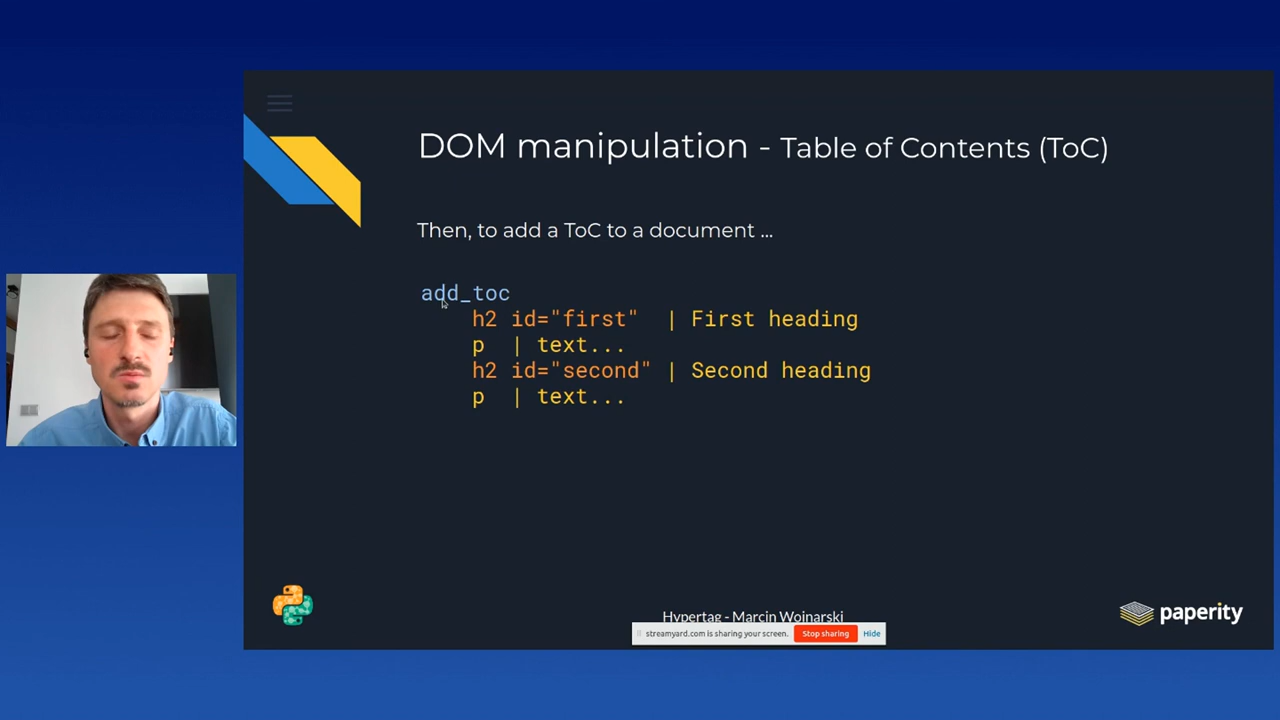 DOM manipulation - Table of Contents (ToC)
Then, to add a ToC to a document ...
add_toc
h2 id="first" | First heading
p | text...
h2 id="second" | Second heading
p | text...
Hypertag - Marcin Wojnarski
streamyard.com is sharing your screen. Stop sharing Hide
paperity